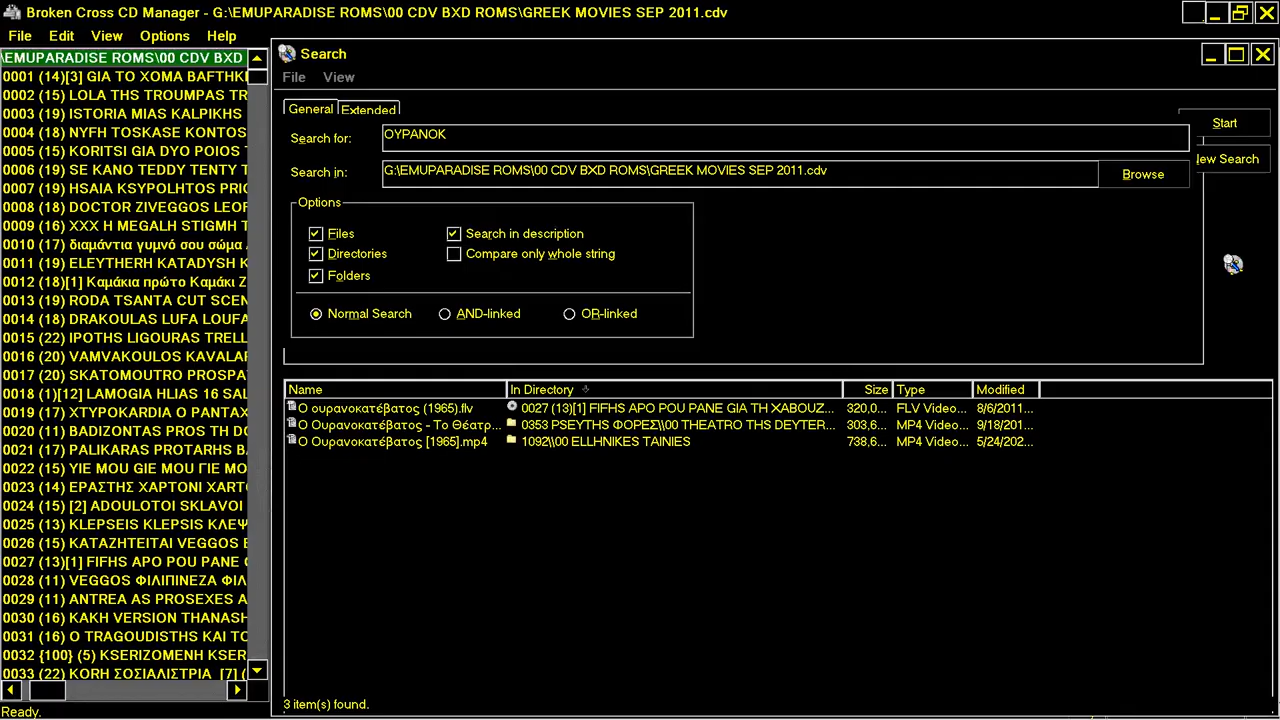 Broken Cross CD Manager - G:\EMUPARADISE ROMS\00 CDV BXD ROMS\GREEK MOVIES SEP 2011.cdv
File Edit View Options Help
\EMUPARADISE ROMS\00 CDV BXD
0001 (14)[3] GIA TO XOMA BAFTHKI
0002 (15) LOLA THS TROUMPAS TR
0003 (19) ISTORIA MIAS KALPIKHS
0004 (18) NYFH TOSKASE KONTOS
0005 (15) KORITSI GIA DYO POIOS
0006 (19) SE KANO TEDDY TENTY T
0007 (19) HSAIA KSYPOLHTOS PRIG
0008 (18) DOCTOR ZIVEGGOS LEOF
0009 (16) XXX H MEGALH STIGMH T
0010 (17) διαμάντια γυμνό σου σώμα
0011 (19) ELEYTHERH KATADYSH K
0012 (18)[1] Καμάκια πρώτο Καμάκι Ζ
0013 (19) RODA TSANTA CUT SCEN
0014 (18) DRAKOULAS LUFA LOUFA
0015 (22) IPOTHS LIGOURAS TRELL
0016 (20) VAMVAKOULOS KAVALAF
0017 (20) SKATOMOUTRO PROSPA
0018 (1)[12] LAMOGIA HLIAS 16 SAL
0019 (17) XTYPOKARDIA O PANTAX
0020 (11) BADIZONTAS PROS TH DO
0021 (17) PALIKARAS PROTARHS BA
0022 (15) YIE MOU GIE MOU ΓΙΕ ΜΟ
0023 (14) ΕΡΑΣΤΗΣ ΧΑΡΤΟΝΙ XART
0024 (15) [2] ADOULOTOI SKLAVOI
0025 (13) KLEPSEIS KLEPSIS ΚΛΕΨ
0026 (15) KATAZHTEITAI VEGGOS E
0027 (13)[1] FIFHS APO POU PANE
0028 (11) VEGGOS ΦΙΛΙΠΙΝΕΖΑ ΦΙΛ
0029 (11) ANTREA AS PROSEXES A
0030 (16) KAKH VERSION THANASH
0031 (16) O TRAGOUDISTHS KAI TO
0032 {100} (5) KSERIZOMENH KSER
0033 (22) KORH ΣΟΣΙΑΛΙΣΤΡΙΑ [7] (
Ready.
Search
File View
General Extended
Search for: ΟΥΡΑΝΟΚ
Start
Search in: G:\EMUPARADISE ROMS\00 CDV BXD ROMS\GREEK MOVIES SEP 2011.cdv
Browse
ew Search
Options
Files
Search in description
Directories
Compare only whole string
Folders
Normal Search AND-linked OR-linked
Name In Directory Size Type Modified
Ο ουρανοκατέβατος (1965).flv 0027 (13)[1] FIFHS APO POU PANE GIA TH XABOUZ... 320,0... FLV Video... 8/6/2011...
Ο Ουρανοκατέβατος - Το Θέατρ... 0353 PSEYTHS ΦΟΡΕΣ\\00 THEATRO THS DEYTER... 303,6... MP4 Video... 9/18/201...
Ο Ουρανοκατέβατος [1965].mp4 1092\\00 ELLHNIKES TAINIES 738,6... MP4 Video... 5/24/202...
3 item(s) found.